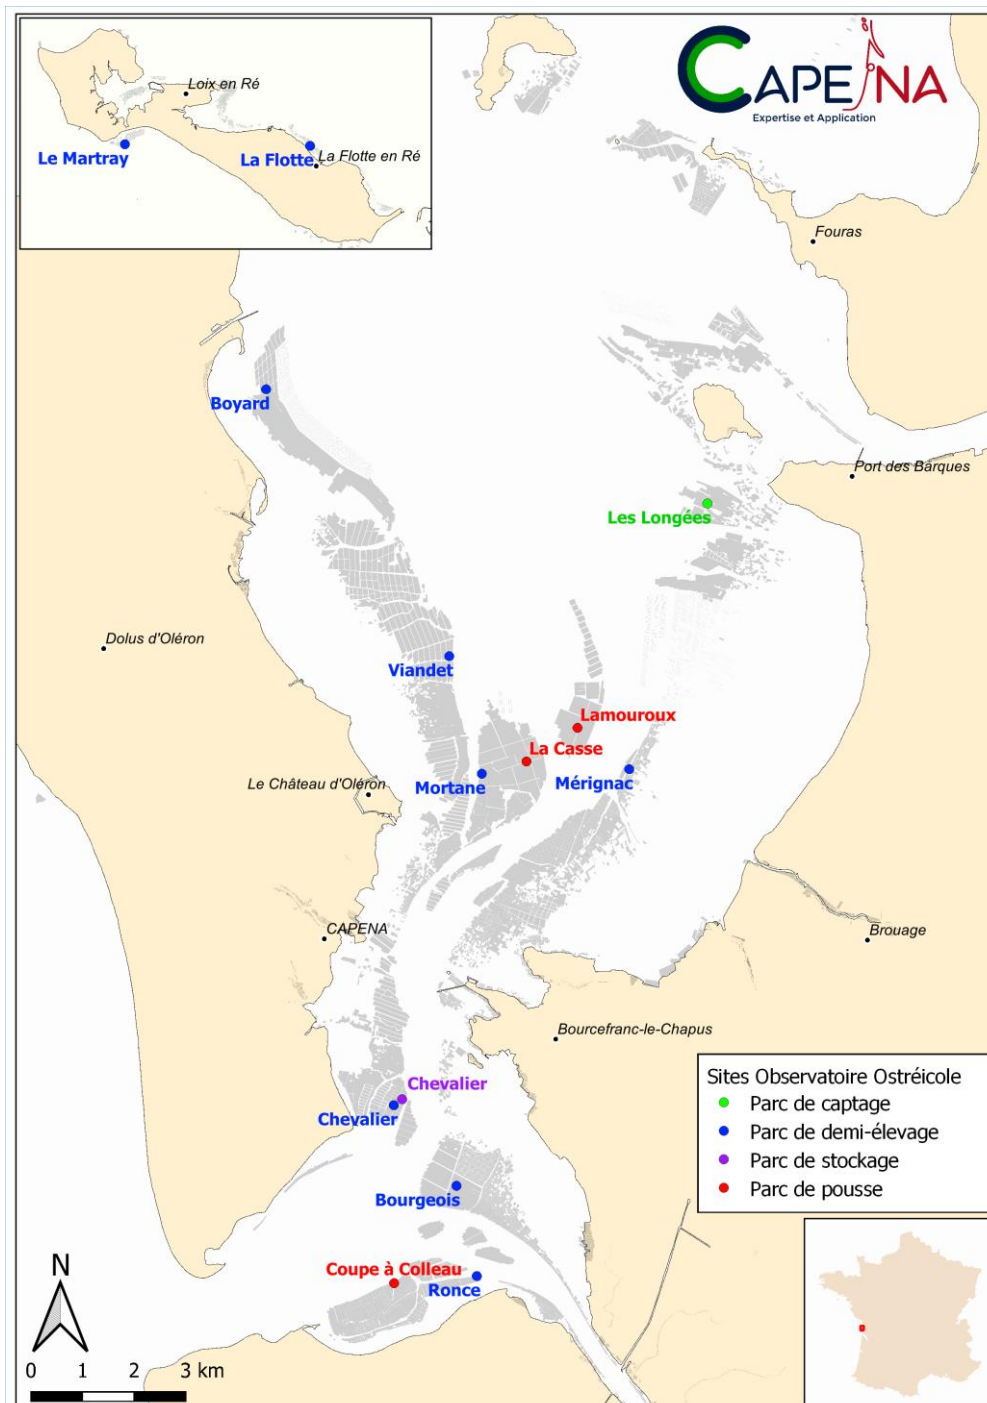 Loix en Ré
Le Martray
La Flotte
La Flotte en Ré
CAPENA
Expertise et Application
Fouras
Boyard
Port des Barques
Les Longées
Dolus d'Oléron
Viandet
Lamouroux
La Casse
Le Château d'Oléron
Mortane
Mérignac
CAPENA
Brouage
Bourcefranc-le-Chapus
Chevalier
Chevalier
Bourgeois
Coupe à Colleau
Ronce
Sites Observatoire Ostréicole
Parc de captage
Parc de demi-élevage
Parc de stockage
Parc de pousse
N
0 1 2 3 km